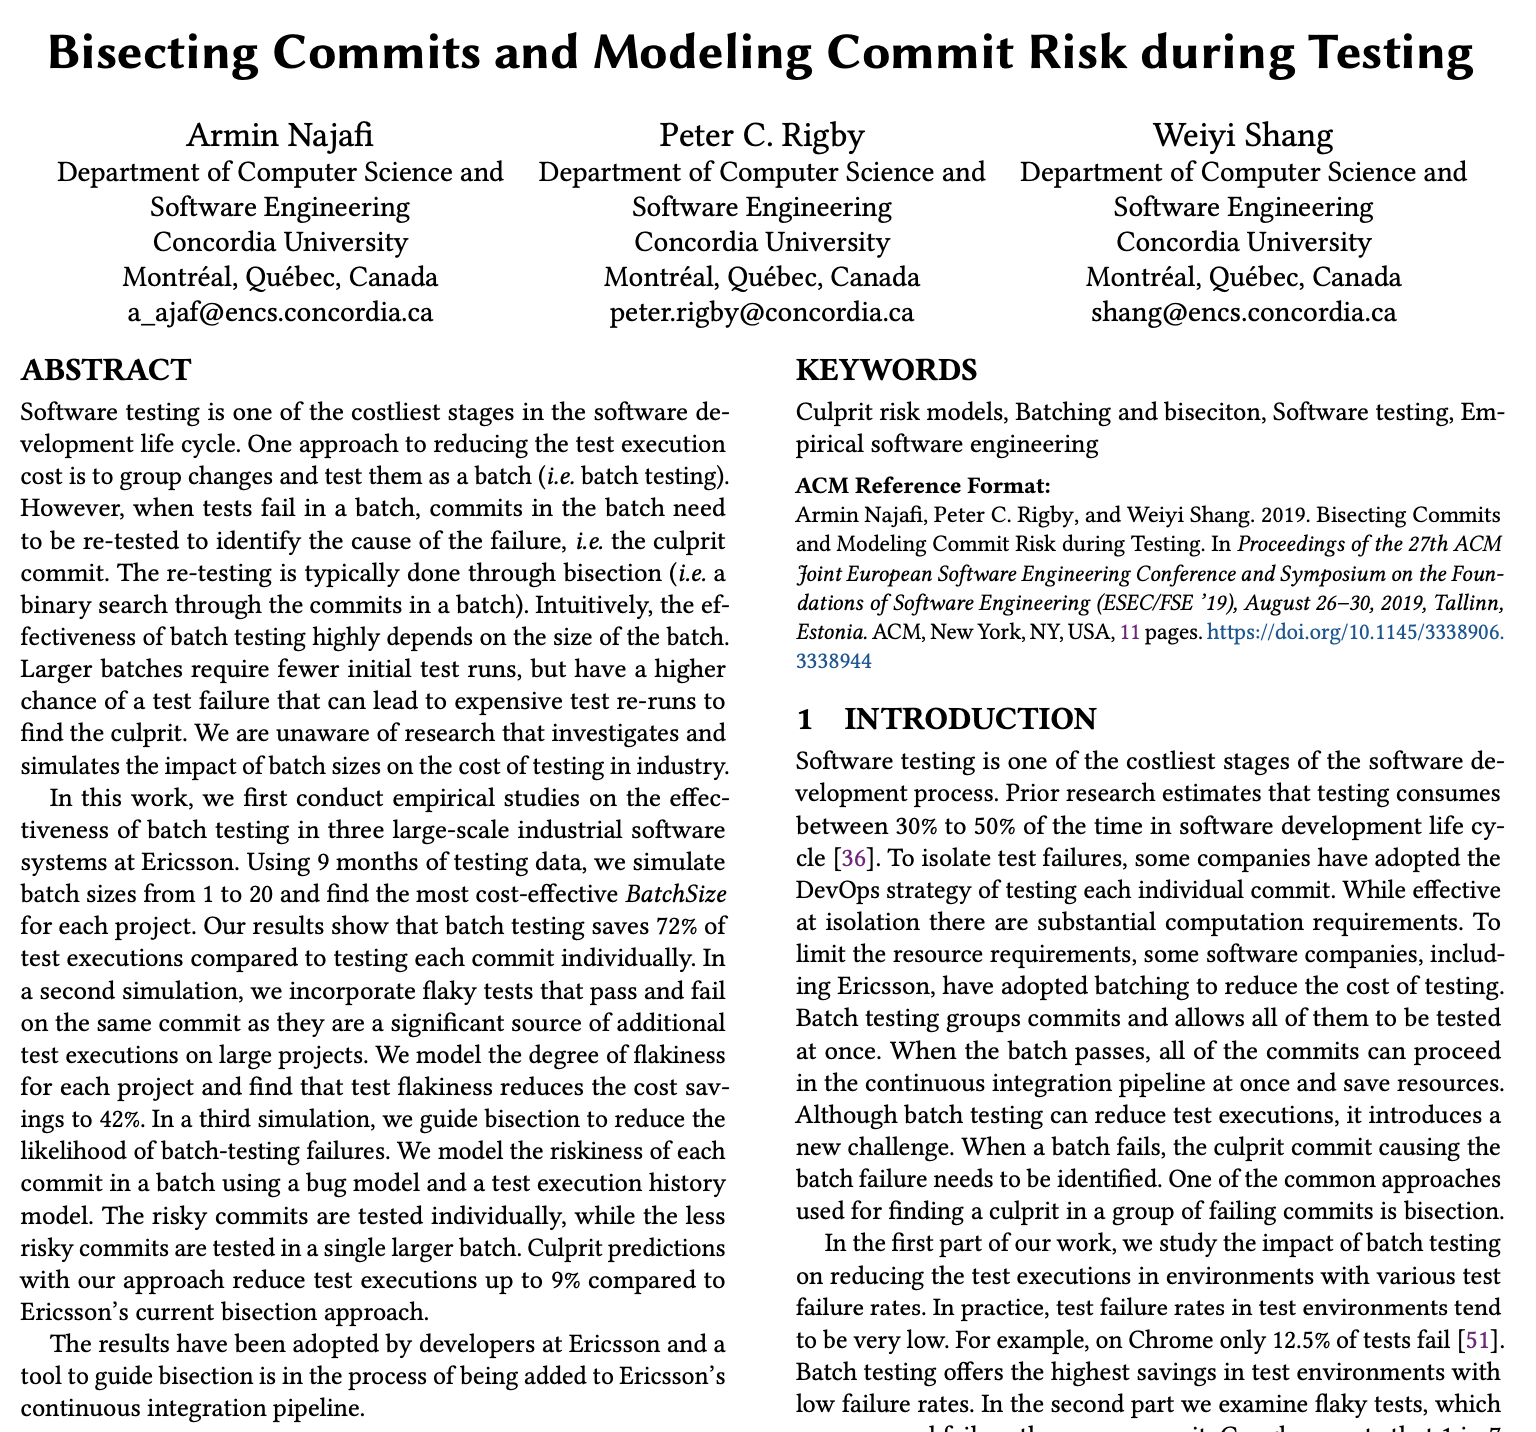 Bisecting Commits and Modeling Commit Risk during Testing
Armin Najafi
Department of Computer Science and
Software Engineering
Concordia University
Montréal, Québec, Canada
a_ajaf@encs.concordia.ca
Peter C. Rigby
Department of Computer Science and
Software Engineering
Concordia University
Montréal, Québec, Canada
peter.rigby@concordia.ca
Weiyi Shang
Department of Computer Science and
Software Engineering
Concordia University
Montréal, Québec, Canada
shang@encs.concordia.ca
ABSTRACT
Software testing is one of the costliest stages in the software de-
velopment life cycle. One approach to reducing the test execution
cost is to group changes and test them as a batch (i.e. batch testing).
However, when tests fail in a batch, commits in the batch need
to be re-tested to identify the cause of the failure, i.e. the culprit
commit. The re-testing is typically done through bisection (i.e. a
binary search through the commits in a batch). Intuitively, the ef-
fectiveness of batch testing highly depends on the size of the batch.
Larger batches require fewer initial test runs, but have a higher
chance of a test failure that can lead to expensive test re-runs to
find the culprit. We are unaware of research that investigates and
simulates the impact of batch sizes on the cost of testing in industry.
In this work, we first conduct empirical studies on the effec-
tiveness of batch testing in three large-scale industrial software
systems at Ericsson. Using 9 months of testing data, we simulate
batch sizes from 1 to 20 and find the most cost-effective BatchSize
for each project. Our results show that batch testing saves 72% of
test executions compared to testing each commit individually. In
a second simulation, we incorporate flaky tests that pass and fail
on the same commit as they are a significant source of additional
test executions on large projects. We model the degree of flakiness
for each project and find that test flakiness reduces the cost sav-
ings to 42%. In a third simulation, we guide bisection to reduce the
likelihood of batch-testing failures. We model the riskiness of each
commit in a batch using a bug model and a test execution history
model. The risky commits are tested individually, while the less
risky commits are tested in a single larger batch. Culprit predictions
with our approach reduce test executions up to 9% compared to
Ericsson's current bisection approach.
The results have been adopted by developers at Ericsson and a
tool to guide bisection is in the process of being added to Ericsson's
continuous integration pipeline.
KEYWORDS
Culprit risk models, Batching and biseciton, Software testing, Em-
pirical software engineering
ACM Reference Format:
Armin Najafi, Peter C. Rigby, and Weiyi Shang. 2019. Bisecting Commits
and Modeling Commit Risk during Testing. In Proceedings of the 27th ACM
Joint European Software Engineering Conference and Symposium on the Foun-
dations of Software Engineering (ESEC/FSE '19), August 26–30, 2019, Tallinn,
Estonia. ACM, New York, NY, USA, 11 pages. https://doi.org/10.1145/3338906.
3338944
1 INTRODUCTION
Software testing is one of the costliest stages of the software de-
velopment process. Prior research estimates that testing consumes
between 30% to 50% of the time in software development life cy-
cle [36]. To isolate test failures, some companies have adopted the
DevOps strategy of testing each individual commit. While effective
at isolation there are substantial computation requirements. To
limit the resource requirements, some software companies, includ-
ing Ericsson, have adopted batching to reduce the cost of testing.
Batch testing groups commits and allows all of them to be tested
at once. When the batch passes, all of the commits can proceed
in the continuous integration pipeline at once and save resources.
Although batch testing can reduce test executions, it introduces a
new challenge. When a batch fails, the culprit commit causing the
batch failure needs to be identified. One of the common approaches
used for finding a culprit in a group of failing commits is bisection.
In the first part of our work, we study the impact of batch testing
on reducing the test executions in environments with various test
failure rates. In practice, test failure rates in test environments tend
to be very low. For example, on Chrome only 12.5% of tests fail [51].
Batch testing offers the highest savings in test environments with
low failure rates. In the second part we examine flaky tests, which